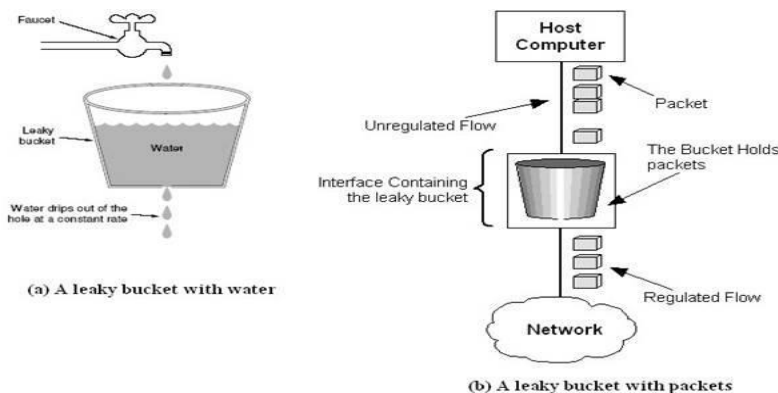 Faucet
Leaky
bucket
Water
Water drips out of the
hole at a constant rate
(a) A leaky bucket with water
Host
Computer
Packet
Unregulated Flow
The Bucket Holds
packets
Interface Containing
the leaky bucket
Regulated Flow
Network
(b) A leaky bucket with packets